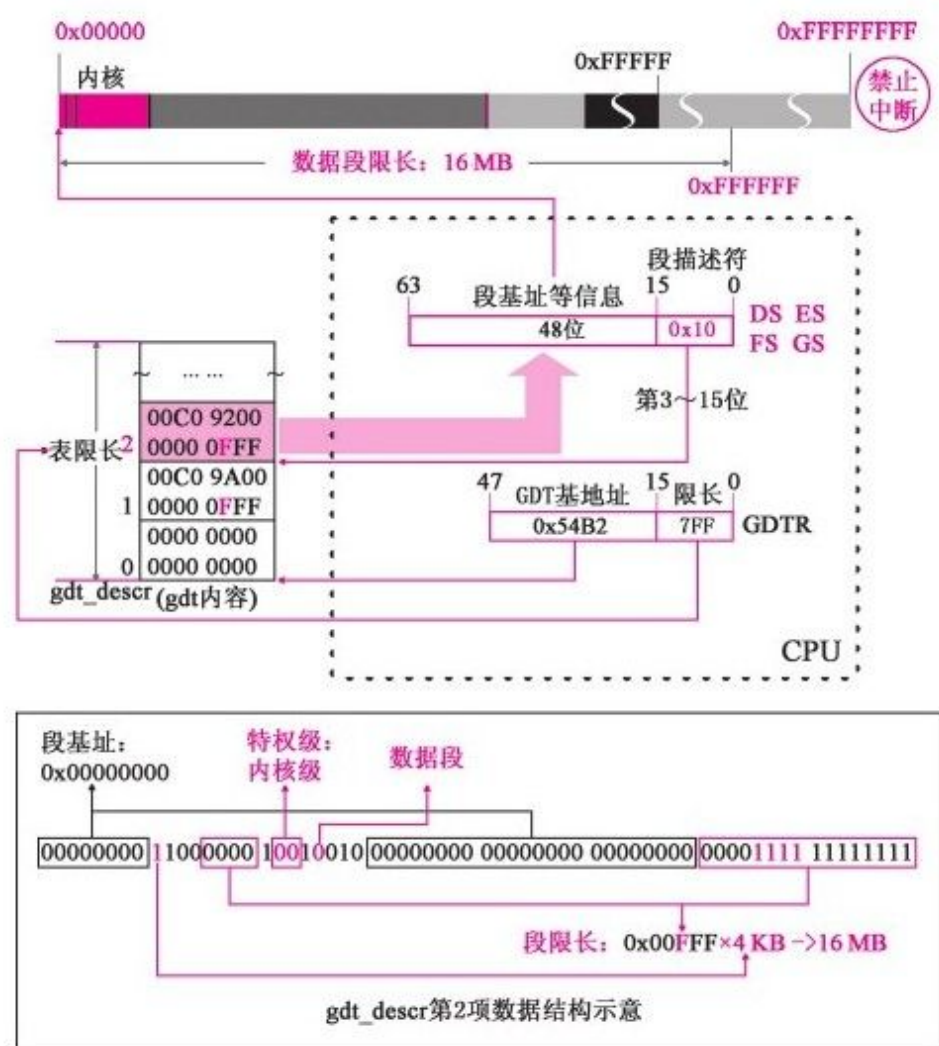 0x00000
0xFFFFFFFF
0xFFFFF
内核
禁止
中断
数据段限长：16 MB
0xFFFFFF
段描述符
63
15
0
段基址等信息
48位
0x10
DS ES
FS GS
第3～15位
... ...
00C0 9200
2
0000 0FFF
表限长
00C0 9A00
1
0000 0FFF
0000 0000
0
0000 0000
gdt_descr
(gdt内容)
47
GDT基地址
15
限长
0
0x54B2
7FF
GDTR
CPU
段基址：
0x00000000
特权级：
内核级
数据段
00000000 11000000 10010010 00000000 00000000 00000000 00001111 11111111
段限长：0x00FFF×4 KB ->16 MB
gdt_descr第2项数据结构示意